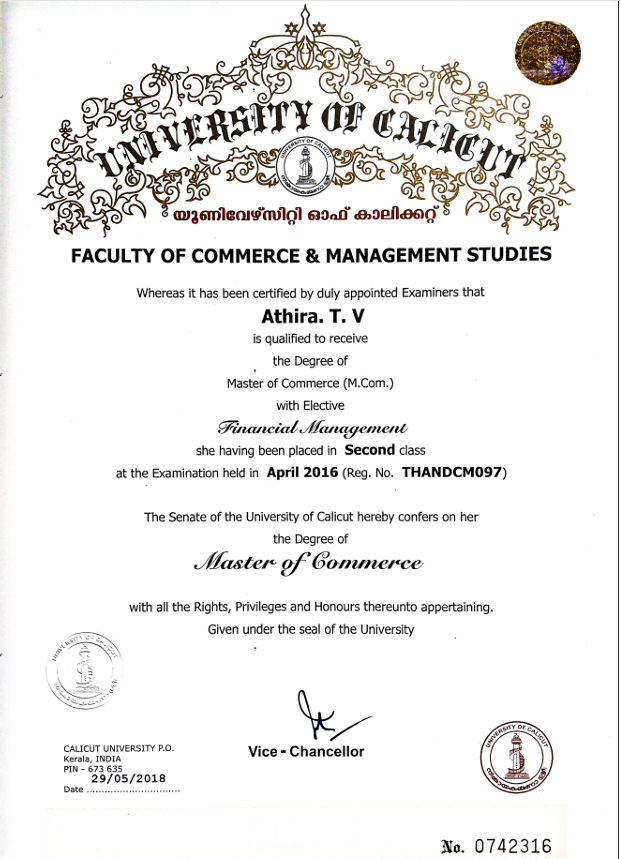 UNIVERSITY OF CALICUT
UNIVERSITY OF CALICUT
യൂണിവേഴ്സിറ്റി ഓഫ് കാലിക്കറ്റ്
FACULTY OF COMMERCE & MANAGEMENT STUDIES
Whereas it has been certified by duly appointed Examiners that
Athira. T. V
is qualified to receive
the Degree of
Master of Commerce (M.Com.)
with Elective
Financial Management
she having been placed in Second class
at the Examination held in April 2016 (Reg. No. THANDCM097)
The Senate of the University of Calicut hereby confers on her
the Degree of
Master of Commerce
with all the Rights, Privileges and Honours thereunto appertaining.
Given under the seal of the University
UNIVERSITY OF CALICUT
Vice - Chancellor
UNIVERSITY OF CALICUT
CALICUT UNIVERSITY P.O.
Kerala, INDIA
PIN - 673 635
29/05/2018
Date ................................
No. 0742316